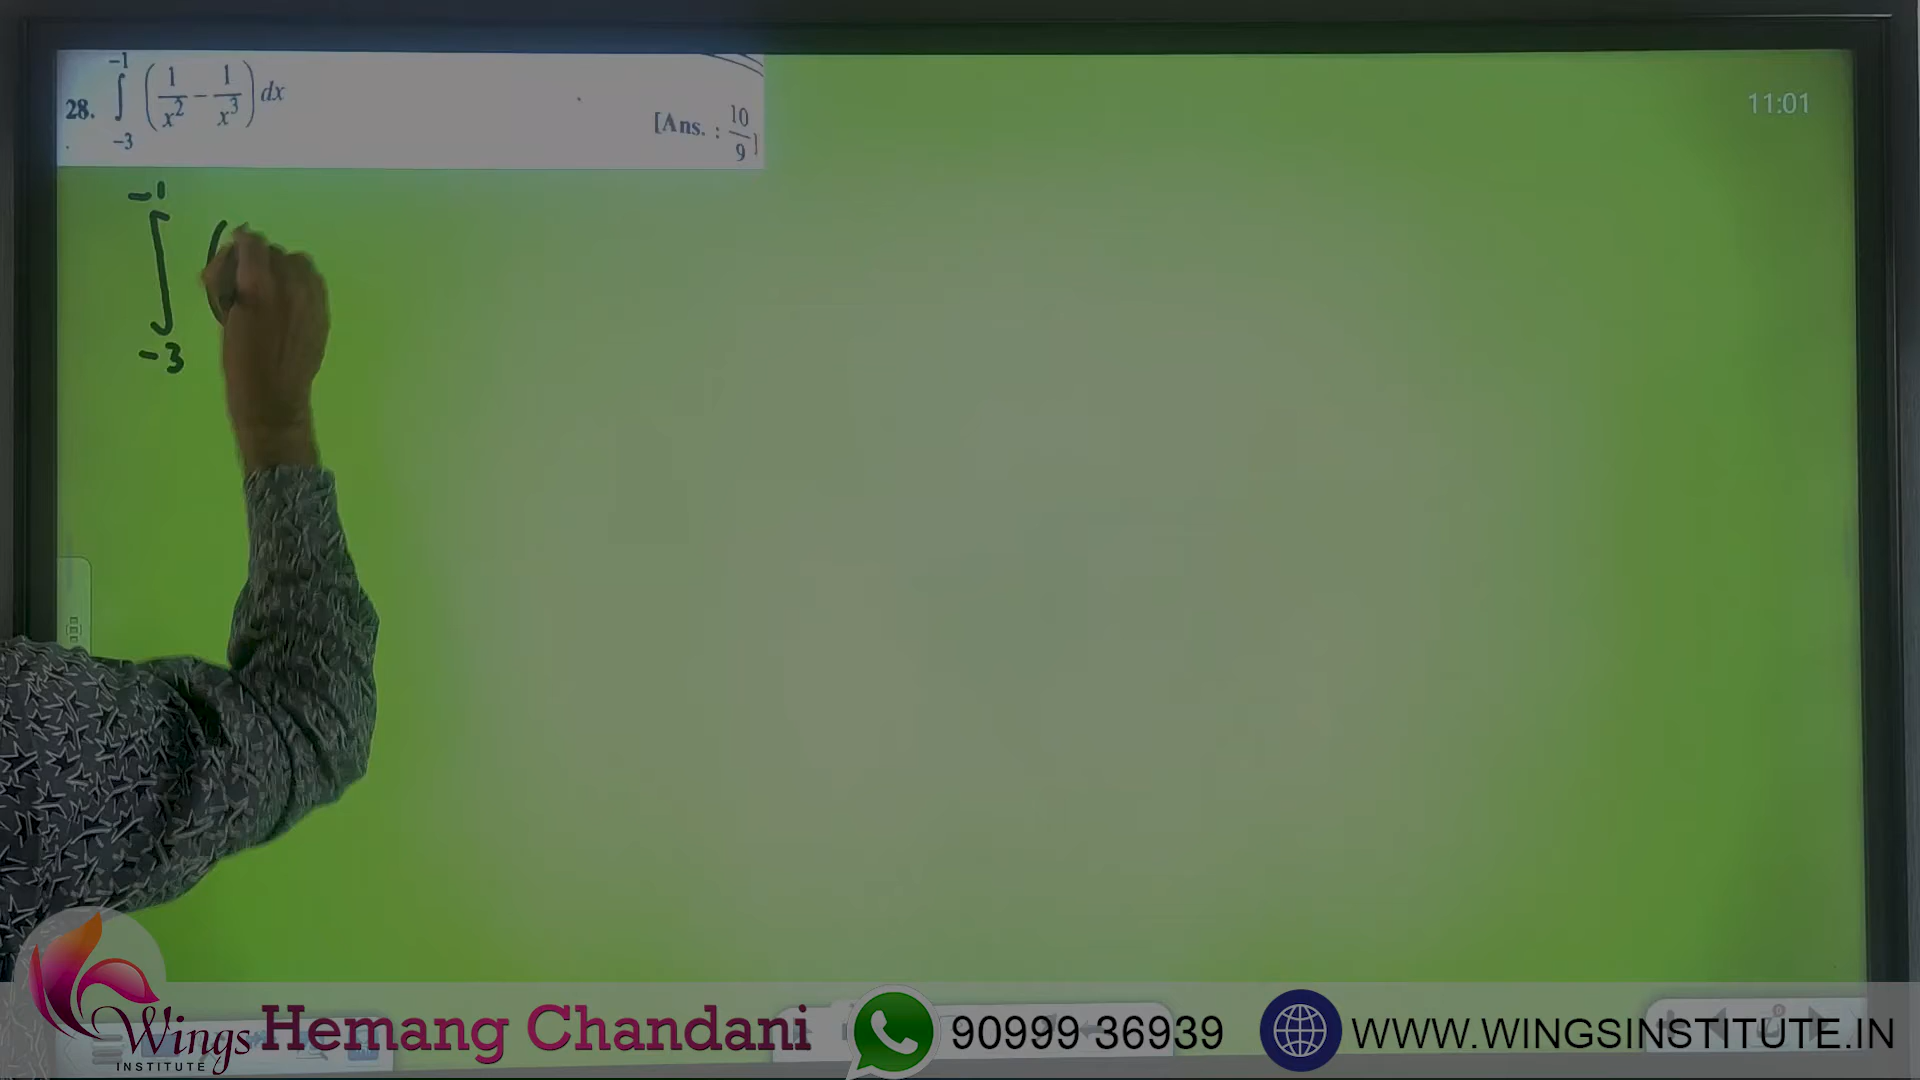 28. ∫_{-3}^{-1} (1/x² − 1/x³) dx
[Ans. : 10/9]
11:01
-1
∫ (
-3
Wings
INSTITUTE
Hemang Chandani
90999 36939
WWW.WINGSINSTITUTE.IN